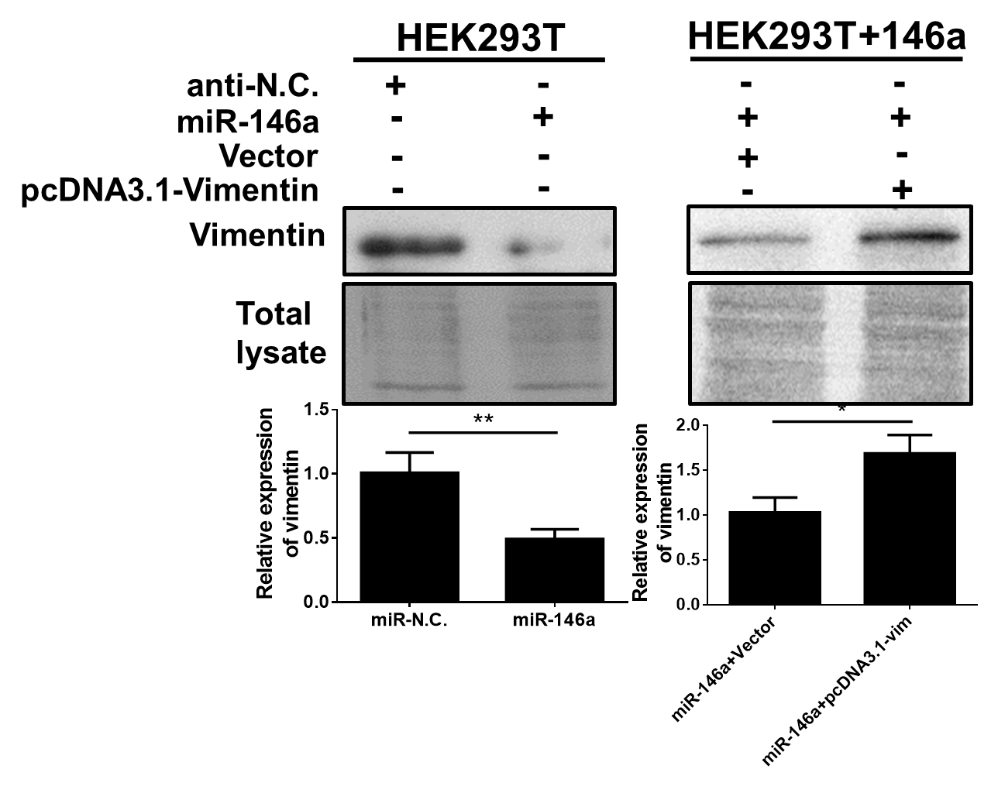 HEK293T HEK293T+146a
anti-N.C. + - - -
miR-146a - + + +
Vector - - + -
pcDNA3.1-Vimentin - - - +
Vimentin
Total
lysate
Relative expression
of vimentin
1.5
1.0
0.5
0.0
**
miR-N.C. miR-146a
Relative expression
of vimentin
2.0
1.5
1.0
0.5
0.0
*
miR-146a+Vector
miR-146a+pcDNA3.1-vim